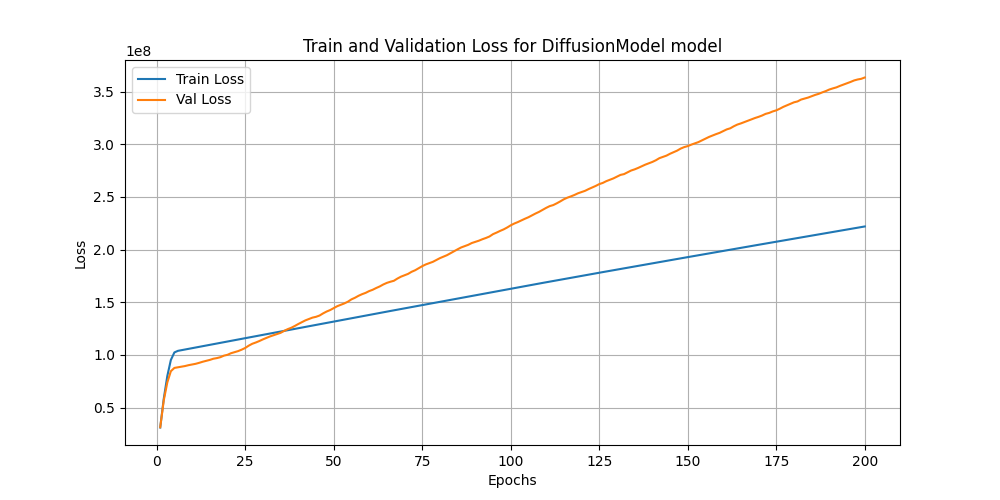 Train and Validation Loss for DiffusionModel model
1e8
Train Loss
Val Loss
3.5
3.0
2.5
2.0
1.5
1.0
0.5
Loss
0 25 50 75 100 125 150 175 200
Epochs